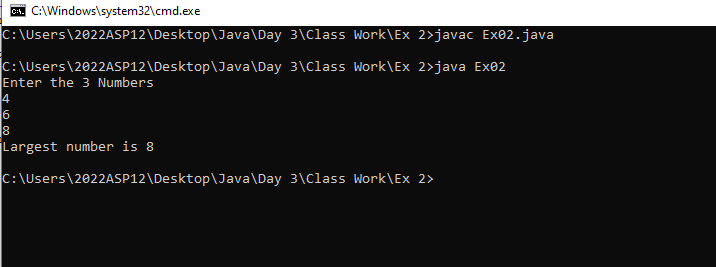 C:\Windows\system32\cmd.exe
C:\Users\2022ASP12\Desktop\Java\Day 3\Class Work\Ex 2>javac Ex02.java
C:\Users\2022ASP12\Desktop\Java\Day 3\Class Work\Ex 2>java Ex02
Enter the 3 Numbers
4
6
8
Largest number is 8
C:\Users\2022ASP12\Desktop\Java\Day 3\Class Work\Ex 2>